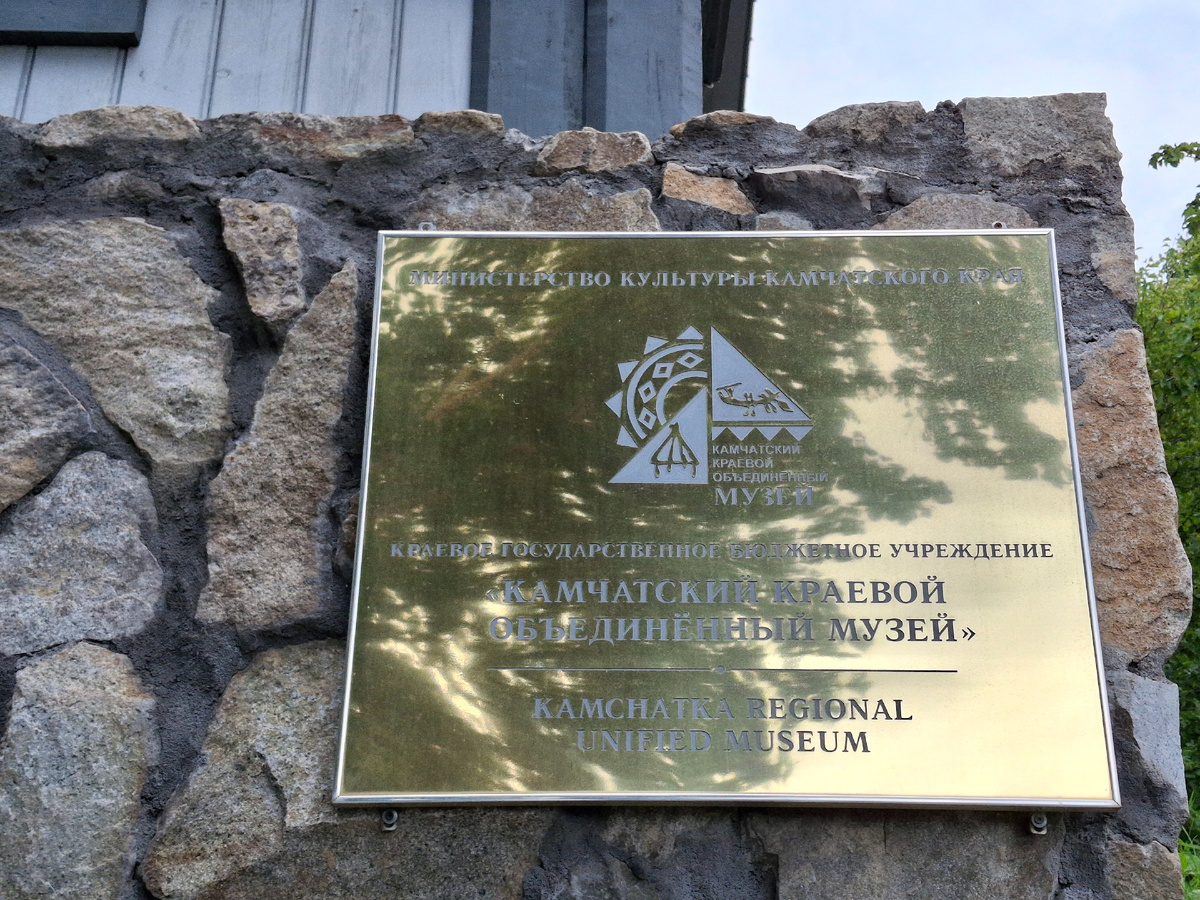 МИНИСТЕРСТВО КУЛЬТУРЫ КАМЧАТСКОГО КРАЯ
КАМЧАТСКИЙ
КРАЕВОЙ
ОБЪЕДИНЁННЫЙ
МУЗЕЙ
КРАЕВОЕ ГОСУДАРСТВЕННОЕ БЮДЖЕТНОЕ УЧРЕЖДЕНИЕ
«КАМЧАТСКИЙ КРАЕВОЙ
ОБЪЕДИНЁННЫЙ МУЗЕЙ»
KAMCHATKA REGIONAL
UNIFIED MUSEUM